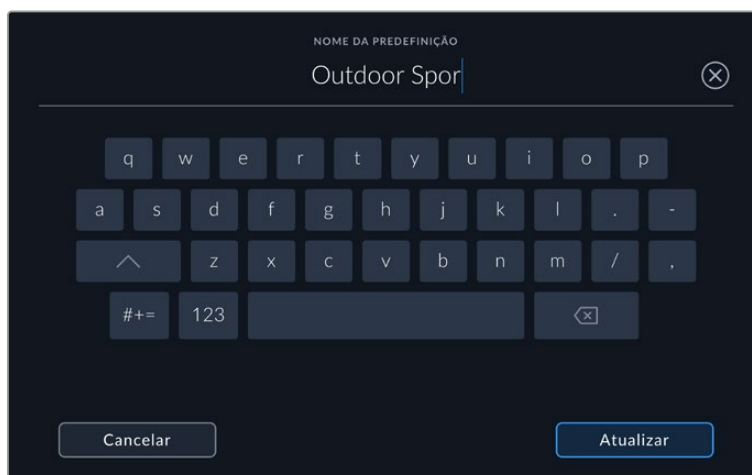 NOME DA PREDEFINIÇÃO
Outdoor Spor
q w e r t y u i o p
a s d f g h j k l . -
z x c v b n m / ,
#+= 123
Cancelar Atualizar